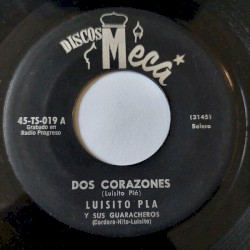 DISCOS
Meca
45-TS-019 A
Grabado en
Radio Progreso
(3145)
Bolero
DOS CORAZONES
(Luisito Plá)
LUISITO PLA
Y SUS GUARACHEROS
(Cordero-Hito-Luisito)